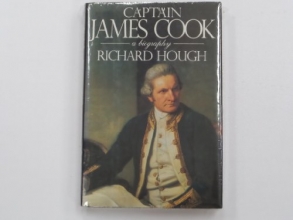 CAPTAIN
JAMES COOK
a biography
RICHARD HOUGH